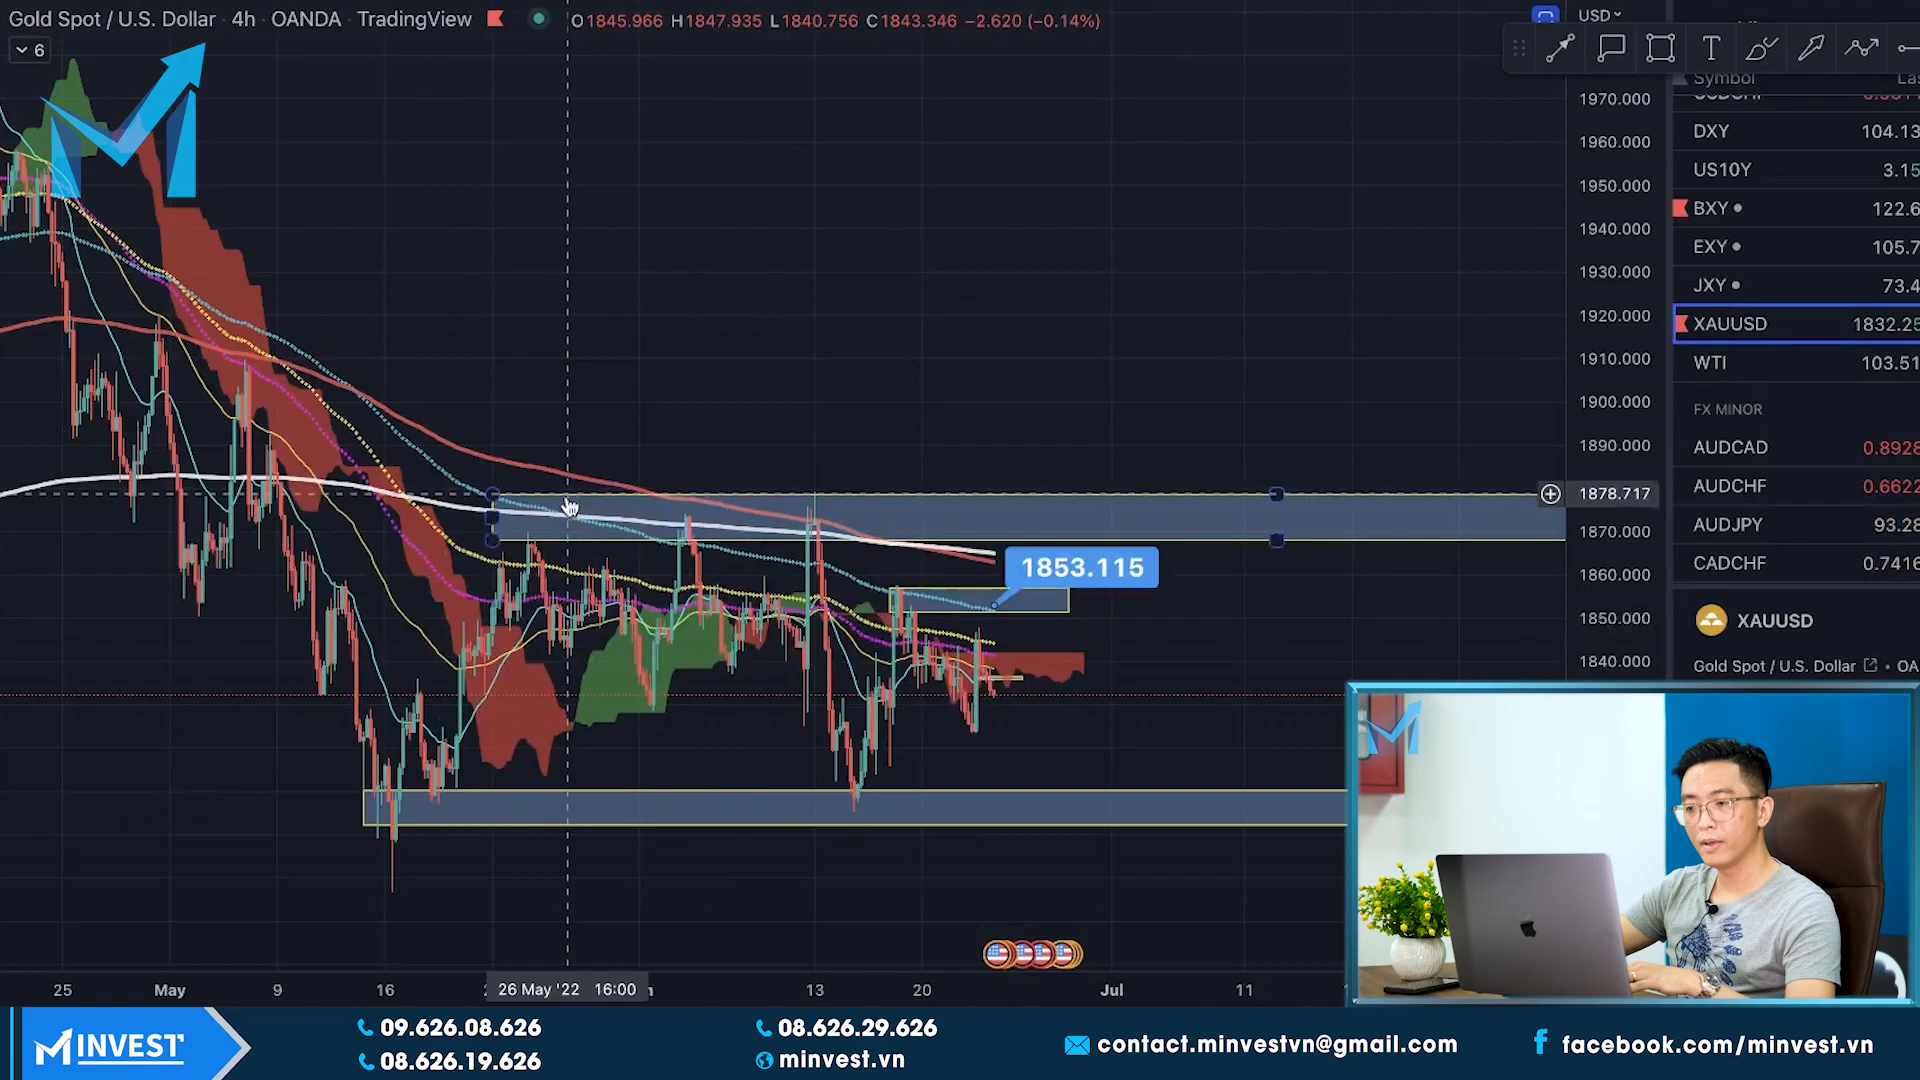 Gold Spot / U.S. Dollar · 4h · OANDA · TradingView
O1845.966 H1847.935 L1840.756 C1843.346 −2.620 (−0.14%)
6
USD
Symbol
1970.000
1960.000
1950.000
1940.000
1930.000
1920.000
1910.000
1900.000
1890.000
1878.717
1870.000
1860.000
1850.000
1840.000
DXY 104.13
US10Y 3.15
BXY 122.6
EXY 105.7
JXY 73.4
XAUUSD 1832.25
WTI 103.51
FX MINOR
AUDCAD 0.8928
AUDCHF 0.6622
AUDJPY 93.28
CADCHF 0.7416
XAUUSD
Gold Spot / U.S. Dollar • OA
1853.115
25 May 9 16 26 May '22 16:00 13 20 Jul 11
MINVEST
09.626.08.626
08.626.19.626
08.626.29.626
minvest.vn
contact.minvestvn@gmail.com
facebook.com/minvest.vn